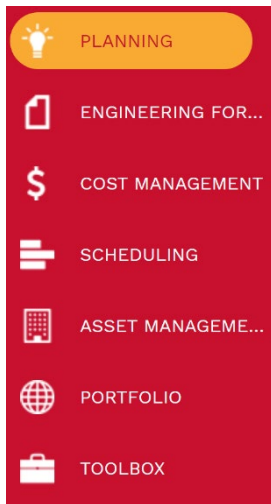 PLANNING
ENGINEERING FOR...
COST MANAGEMENT
SCHEDULING
ASSET MANAGEME...
PORTFOLIO
TOOLBOX